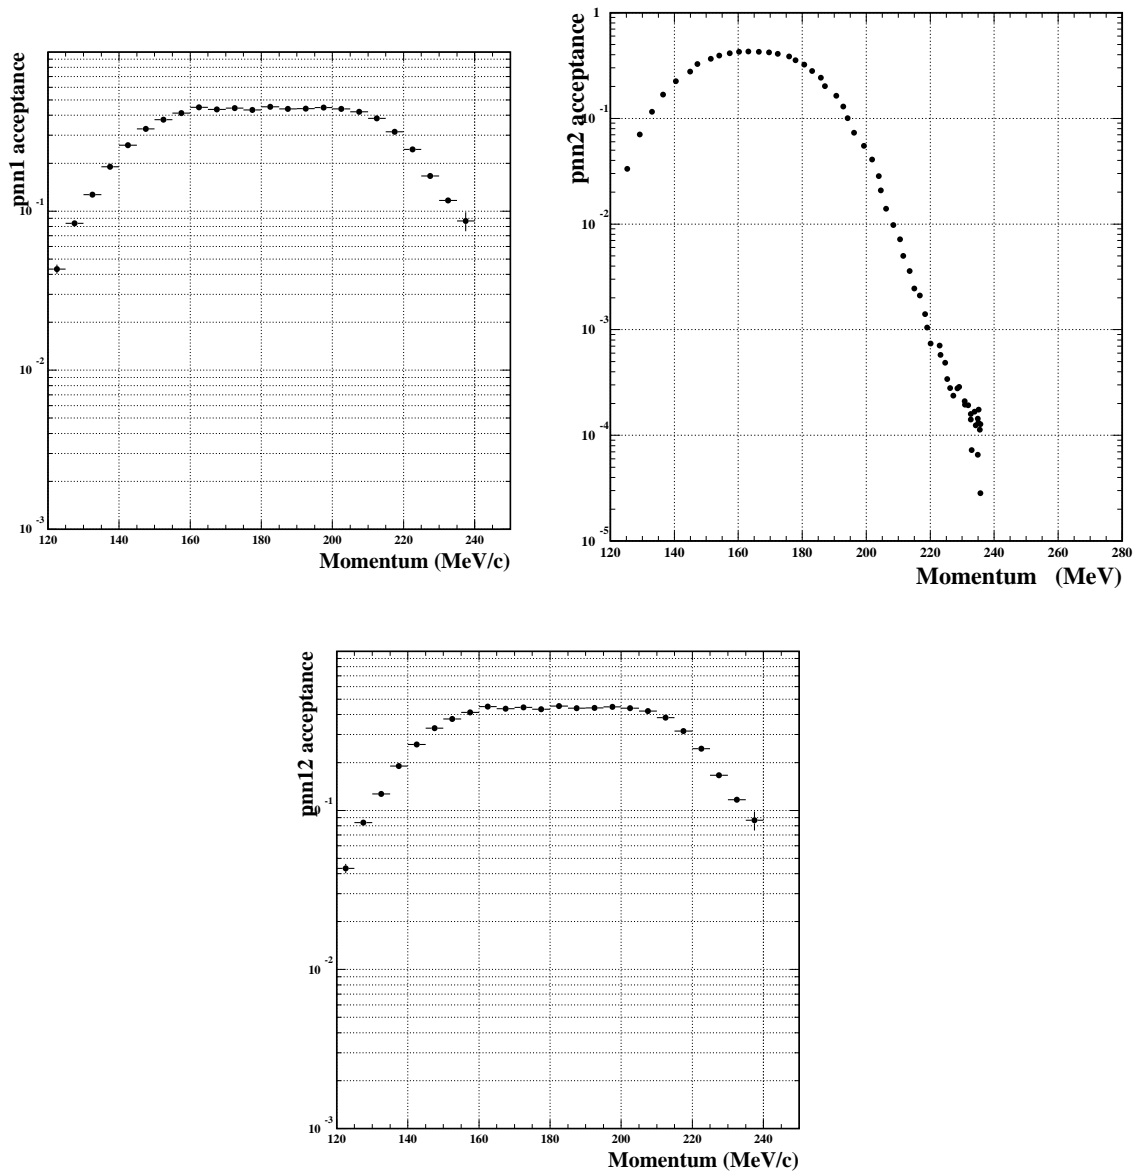 pnn1 acceptance
10 -1
10 -2
10 -3
120 140 160 180 200 220 240
Momentum (MeV/c)
pnn2 acceptance
1
10 -1
10 -2
10 -3
10 -4
10 -5
120 140 160 180 200 220 240 260 280
Momentum (MeV)
pnn12 acceptance
10 -1
10 -2
10 -3
120 140 160 180 200 220 240
Momentum (MeV/c)